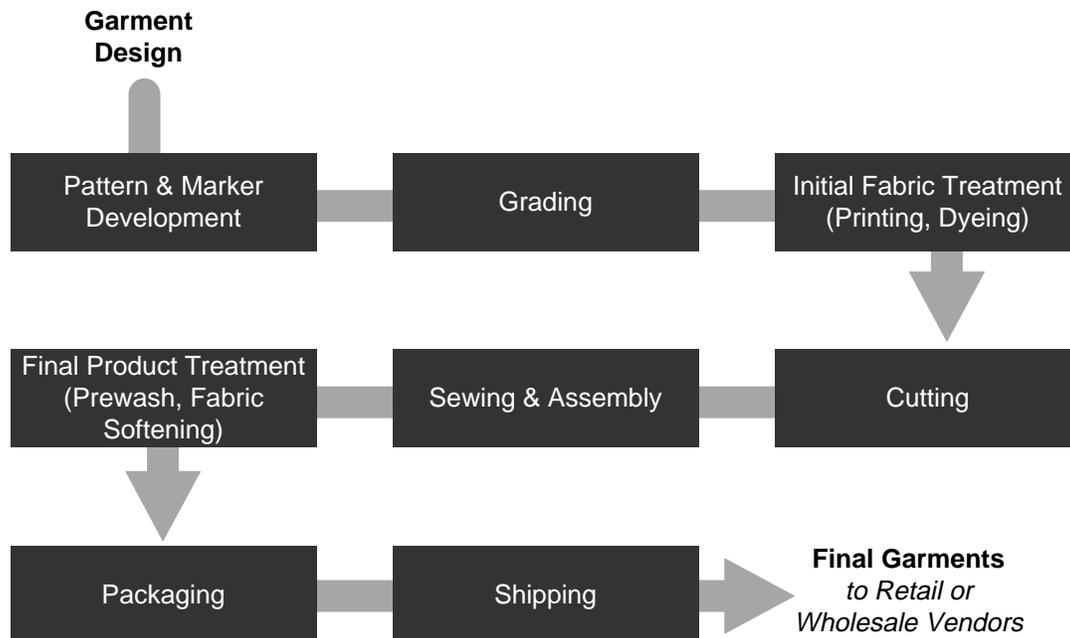 Garment
Design
Pattern & Marker
Development
Grading
Initial Fabric Treatment
(Printing, Dyeing)
Final Product Treatment
(Prewash, Fabric
Softening)
Sewing & Assembly
Cutting
Packaging
Shipping
Final Garments
to Retail or
Wholesale Vendors